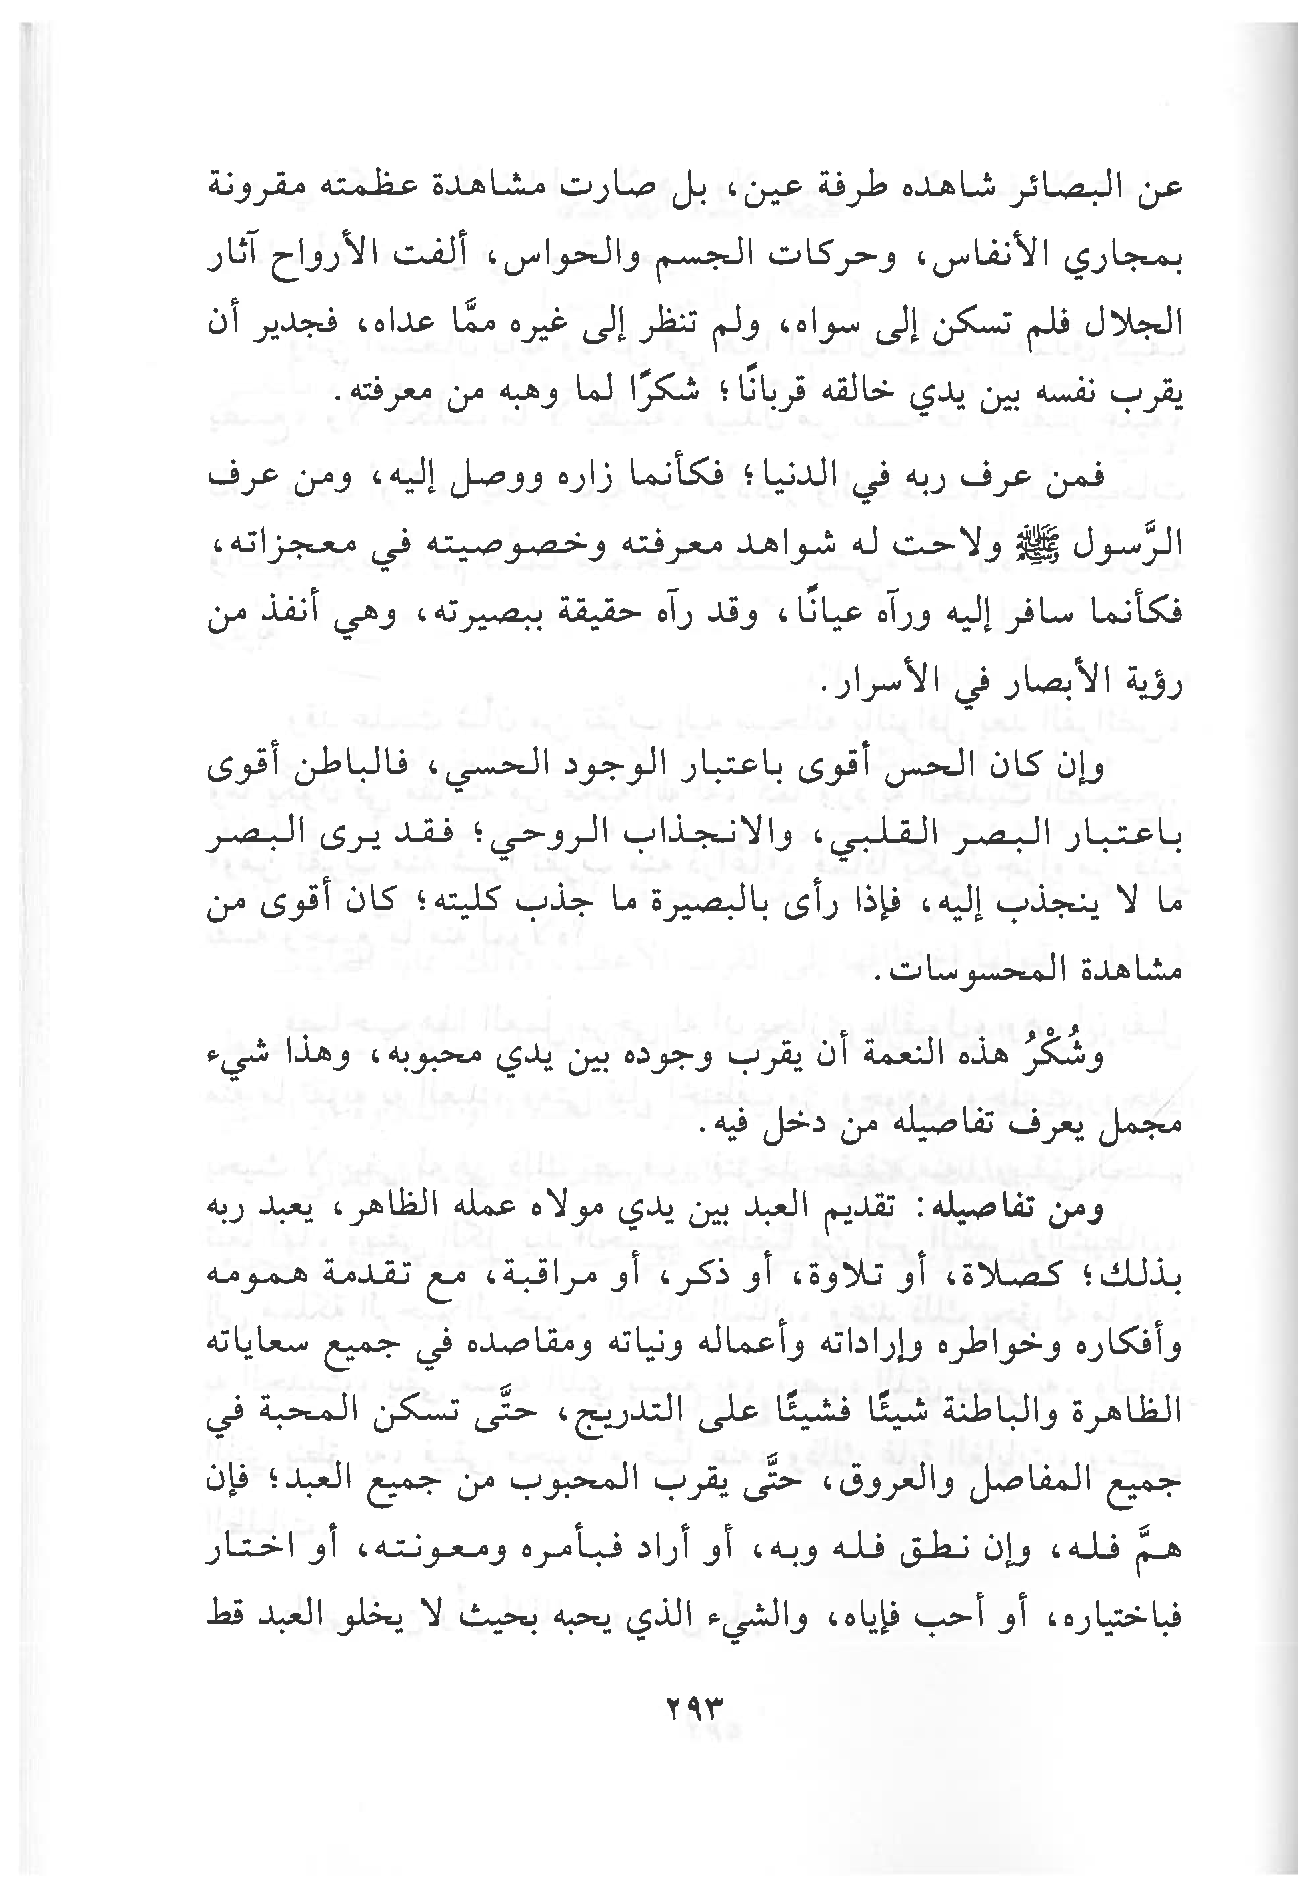 عن البصائر شاهده طرفة عين، بل صارت مشاهدة عظمته مقرونة
بمجاري الأنفاس، وحركات الجسم والحواس، ألفت الأرواح آثار
الجلال فلم تسكن إلى سواه، ولم تنظر إلى غيره ممَّا عداه، فجدير أن
يقرب نفسه بين يدي خالقه قربانًا؛ شكرًا لما وهبه من معرفته.
فمن عرف ربه في الدنيا؛ فكأنما زاره ووصل إليه، ومن عرف
الرَّسول ﷺ ولاحت له شواهد معرفته وخصوصيته في معجزاته،
فكأنما سافر إليه ورآه عيانًا، وقد رآه حقيقة ببصيرته، وهي أنفذ من
رؤية الأبصار في الأسرار.
وإن كان الحس أقوى باعتبار الوجود الحسي، فالباطن أقوى
باعتبار البصر القلبي، والانجذاب الروحي؛ فقد يرى البصر
ما لا ينجذب إليه، فإذا رأى بالبصيرة ما جذب كليته؛ كان أقوى من
مشاهدة المحسوسات.
وشُكْرُ هذه النعمة أن يقرب وجوده بين يدي محبوبه، وهذا شيء
مجمل يعرف تفاصيله من دخل فيه.
ومن تفاصيله: تقديم العبد بين يدي مولاه عمله الظاهر، يعبد ربه
بذلك؛ كصلاة، أو تلاوة، أو ذكر، أو مراقبة، مع تقدمة همومه
وأفكاره وخواطره وإراداته وأعماله ونياته ومقاصده في جميع سعاياته
الظاهرة والباطنة شيئًا فشيئًا على التدريج، حتَّى تسكن المحبة في
جميع المفاصل والعروق، حتَّى يقرب المحبوب من جميع العبد؛ فإن
همَّ فله، وإن نطق فله وبه، أو أراد فبأمره ومعونته، أو اختار
فباختياره، أو أحب فإياه، والشيء الذي يحبه بحيث لا يخلو العبد قط
٢٩٣